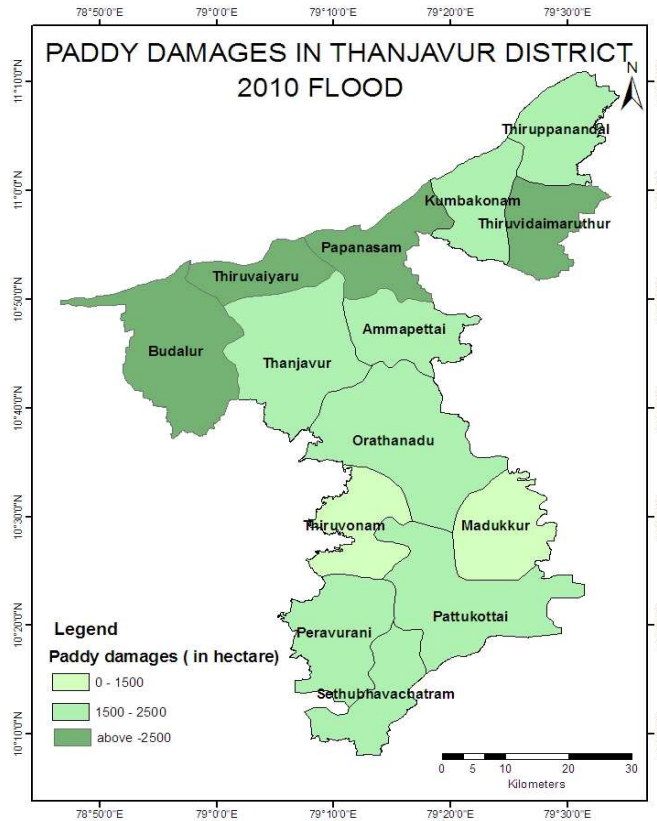 78°50'0"E 79°0'0"E 79°10'0"E 79°20'0"E 79°30'0"E
PADDY DAMAGES IN THANJAVUR DISTRICT
2010 FLOOD
N
11°10'0"N
11°0'0"N
10°50'0"N
10°40'0"N
10°30'0"N
10°20'0"N
10°10'0"N
Thiruppanandal
Kumbakonam
Thiruvidaimaruthur
Papanasam
Thiruvaiyaru
Ammapettai
Budalur
Thanjavur
Orathanadu
Thiruvonam
Madukkur
Pattukottai
Peravurani
Sethubhavachatram
Legend
Paddy damages ( in hectare)
0 - 1500
1500 - 2500
above -2500
0 5 10 20 30
Kilometers
78°50'0"E 79°0'0"E 79°10'0"E 79°20'0"E 79°30'0"E